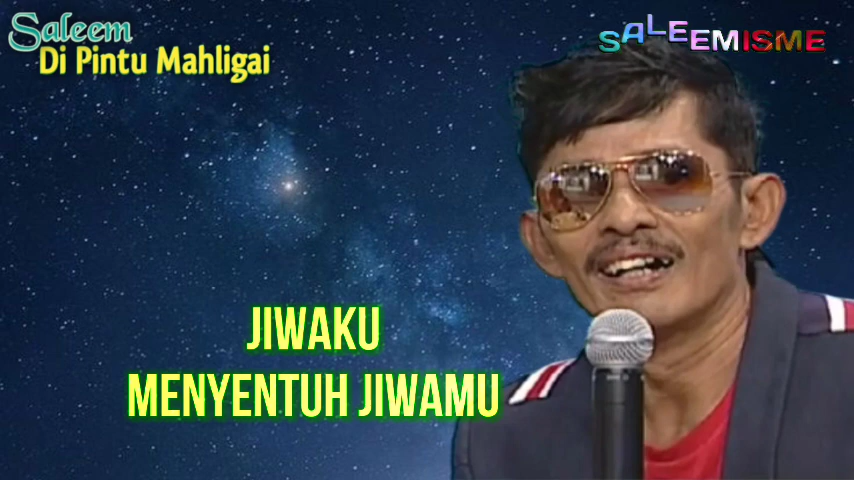 Saleem
Di Pintu Mahligai
SALEEMISME
JIWAKU
MENYENTUH JIWAMU